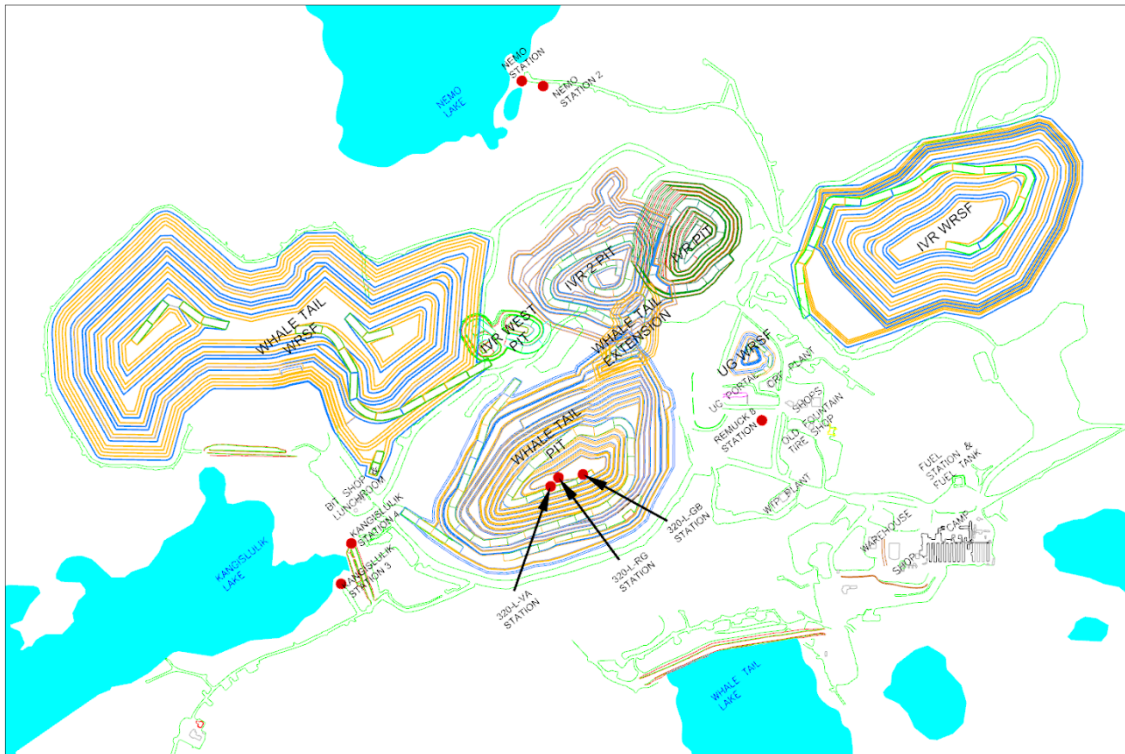 NEMO
STATION
NEMO
STATION 2
NEMO
LAKE
IVR WRSF
IVR PIT
IVR 2 PIT
WHALE TAIL
WRSF
IVR WEST
PIT
WHALE TAIL
EXTENSION
UG WRSF
UG PORTAL
CRF PLANT
SHOPS
REMUCK 8
STATION
OLD FOUNTAIN
TIRE SHOP
WHALE TAIL
PIT
BIT SHOP &
LUNCHROOM
KANGISLULIK
STATION 4
KANGISLULIK
STATION 3
KANGISLULIK
LAKE
320-L-GB
STATION
320-L-RG
STATION
320-L-VA
STATION
WTP PLANT
FUEL
STATION &
FUEL TANK
WAREHOUSE
CAMP
SHOP
WHALE TAIL
LAKE